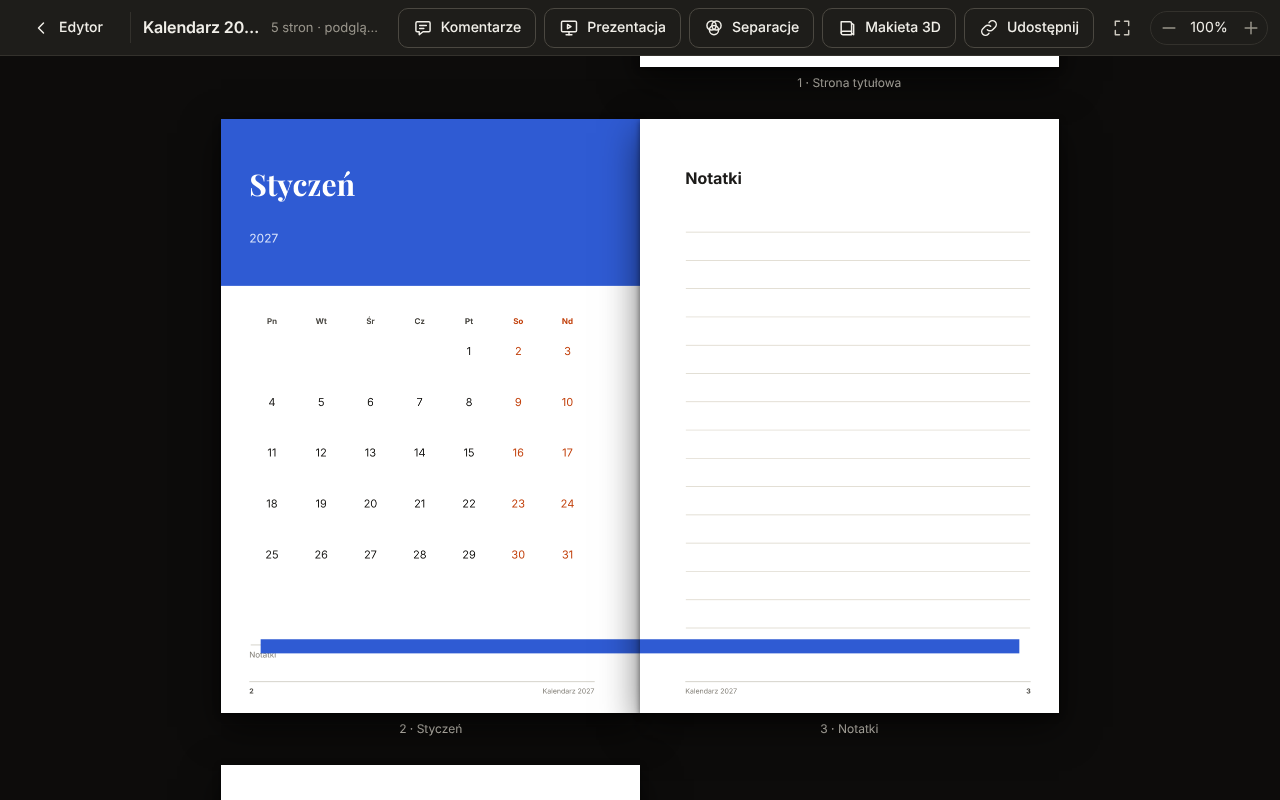 Edytor
Kalendarz 20...
5 stron · podglą...
Komentarze
Prezentacja
Separacje
Makieta 3D
Udostępnij
100%
1 · Strona tytułowa
Styczeń
2027
Pn Wt Śr Cz Pt So Nd
1 2 3
4 5 6 7 8 9 10
11 12 13 14 15 16 17
18 19 20 21 22 23 24
25 26 27 28 29 30 31
Notatki
2 Kalendarz 2027
Notatki
Kalendarz 2027 3
2 · Styczeń
3 · Notatki